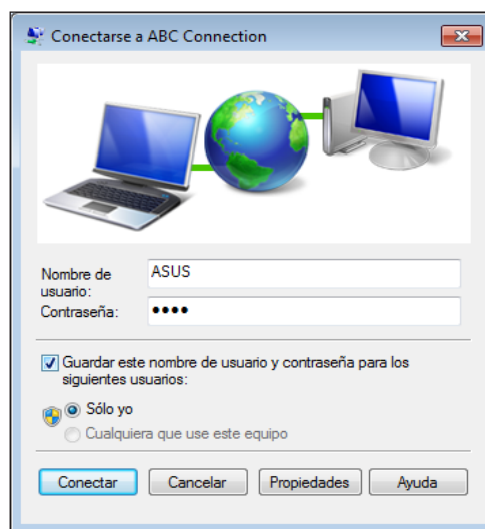 Conectarse a ABC Connection
Nombre de
usuario:
ASUS
Contraseña:
••••
Guardar este nombre de usuario y contraseña para los
siguientes usuarios:
Sólo yo
Cualquiera que use este equipo
Conectar
Cancelar
Propiedades
Ayuda